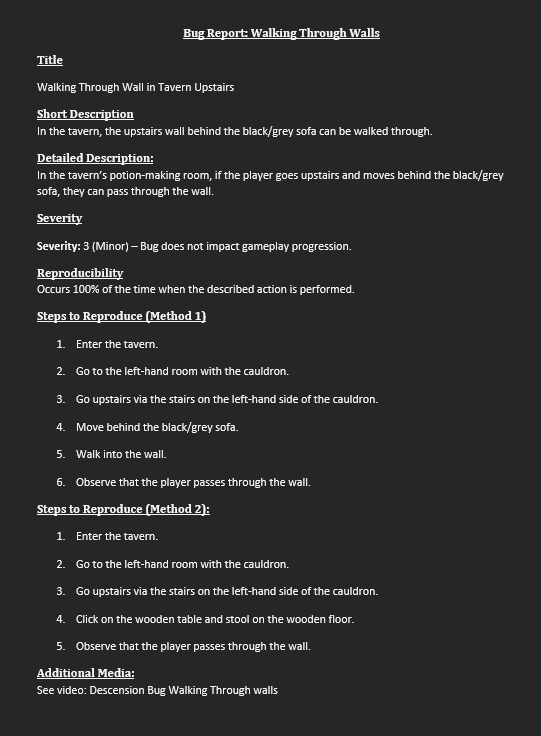 Bug Report: Walking Through Walls
Title
Walking Through Wall in Tavern Upstairs
Short Description
In the tavern, the upstairs wall behind the black/grey sofa can be walked through.
Detailed Description:
In the tavern's potion-making room, if the player goes upstairs and moves behind the black/grey
sofa, they can pass through the wall.
Severity
Severity: 3 (Minor) – Bug does not impact gameplay progression.
Reproducibility
Occurs 100% of the time when the described action is performed.
Steps to Reproduce (Method 1)
1. Enter the tavern.
2. Go to the left-hand room with the cauldron.
3. Go upstairs via the stairs on the left-hand side of the cauldron.
4. Move behind the black/grey sofa.
5. Walk into the wall.
6. Observe that the player passes through the wall.
Steps to Reproduce (Method 2):
1. Enter the tavern.
2. Go to the left-hand room with the cauldron.
3. Go upstairs via the stairs on the left-hand side of the cauldron.
4. Click on the wooden table and stool on the wooden floor.
5. Observe that the player passes through the wall.
Additional Media:
See video: Descension Bug Walking Through walls